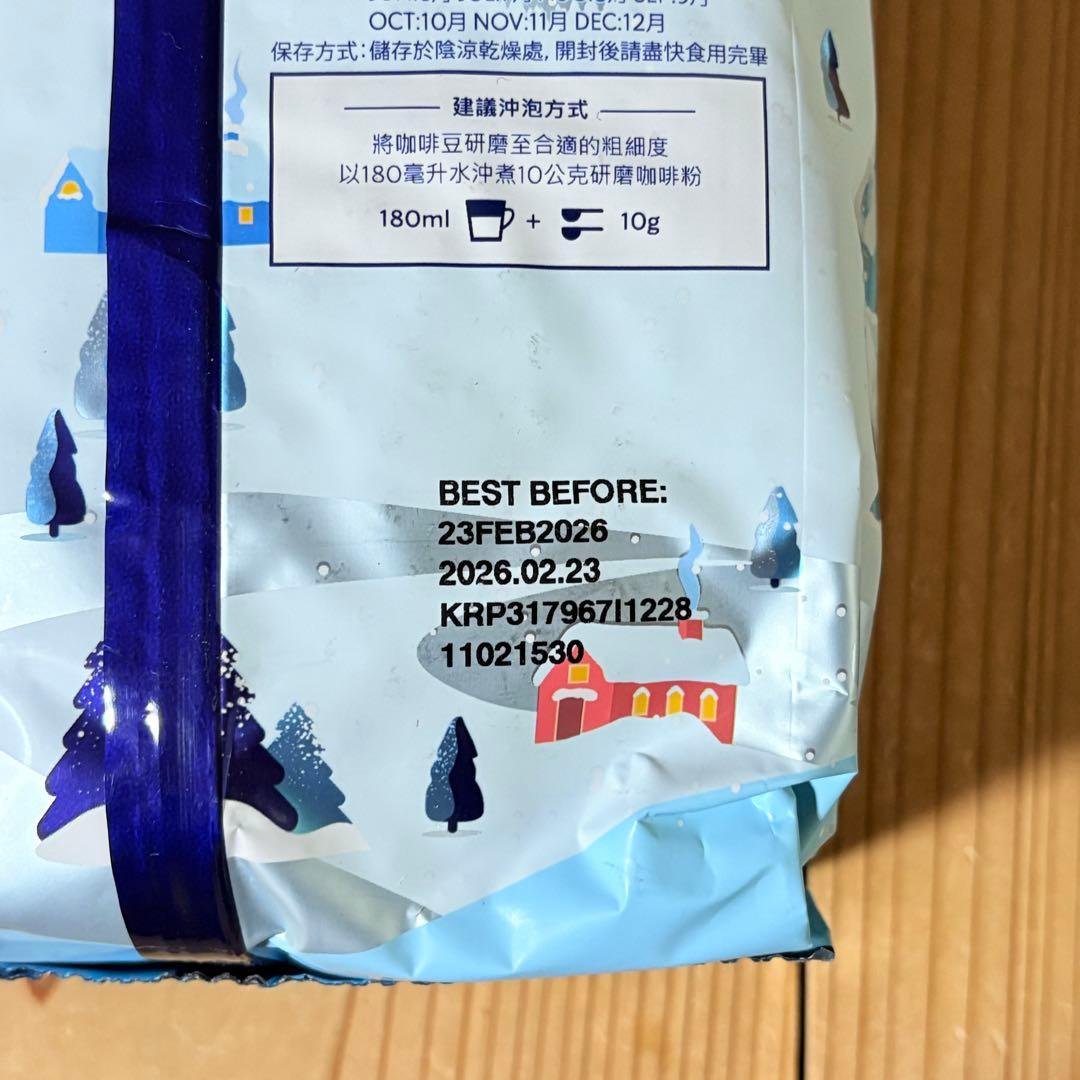 OCT:10月 NOV:11月 DEC:12月
保存方式：儲存於陰涼乾燥處, 開封後請盡快食用完畢
建議沖泡方式
將咖啡豆研磨至合適的粗細度
以180毫升水沖煮10公克研磨咖啡粉
180ml + 10g
BEST BEFORE:
23FEB2026
2026.02.23
KRP317967I1228
11021530